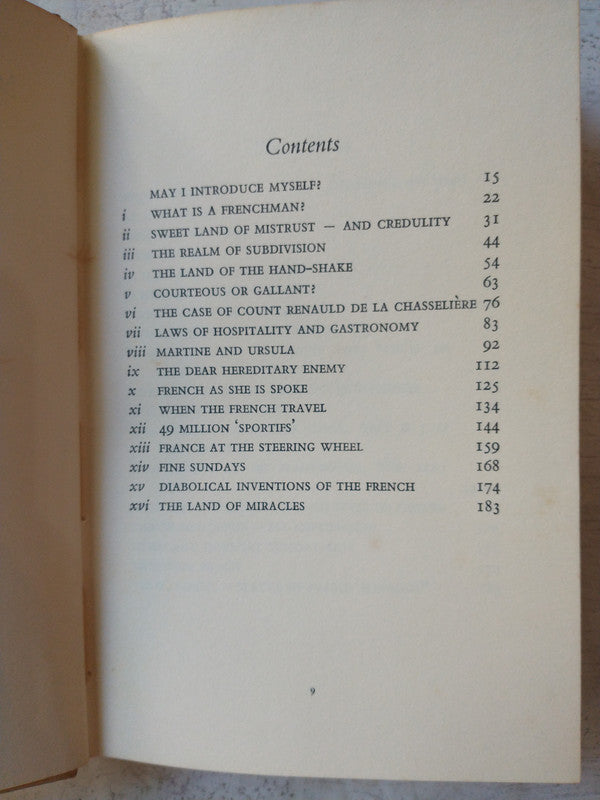 Contents
MAY I INTRODUCE MYSELF? 15
i WHAT IS A FRENCHMAN? 22
ii SWEET LAND OF MISTRUST — AND CREDULITY 31
iii THE REALM OF SUBDIVISION 44
iv THE LAND OF THE HAND-SHAKE 54
v COURTEOUS OR GALLANT? 63
vi THE CASE OF COUNT RENAULD DE LA CHASSELIÈRE 76
vii LAWS OF HOSPITALITY AND GASTRONOMY 83
viii MARTINE AND URSULA 92
ix THE DEAR HEREDITARY ENEMY 112
x FRENCH AS SHE IS SPOKE 125
xi WHEN THE FRENCH TRAVEL 134
xii 49 MILLION ‘SPORTIFS’ 144
xiii FRANCE AT THE STEERING WHEEL 159
xiv FINE SUNDAYS 168
xv DIABOLICAL INVENTIONS OF THE FRENCH 174
xvi THE LAND OF MIRACLES 183
9